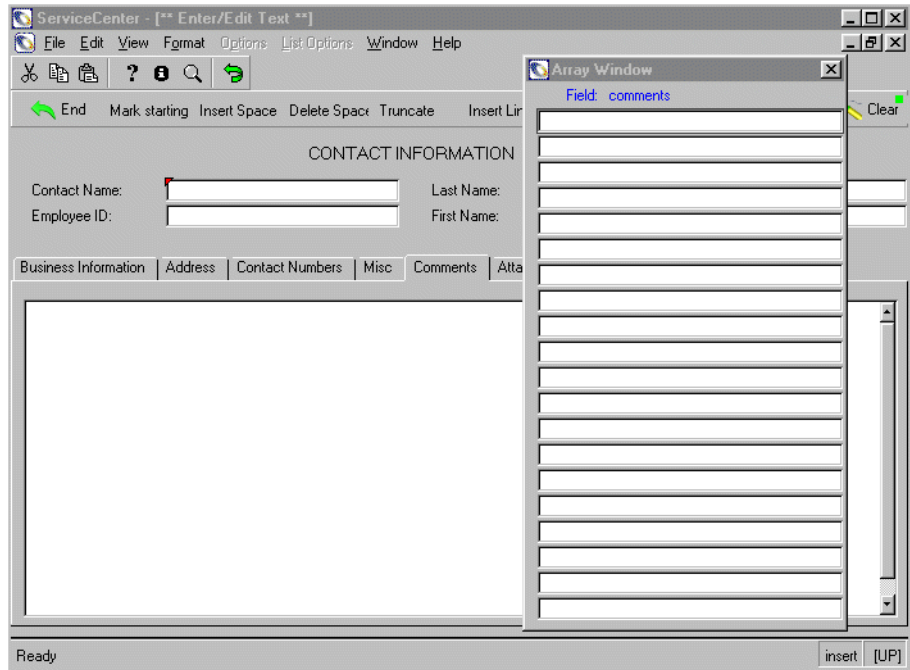 ServiceCenter - [** Enter/Edit Text **]
File Edit View Format Options List Options Window Help
Array Window
Field: comments
End Mark starting Insert Space Delete Space Truncate Insert Lin Clear
CONTACT INFORMATION
Contact Name: Last Name:
Employee ID: First Name:
Business Information Address Contact Numbers Misc Comments Atta
Ready insert [UP]